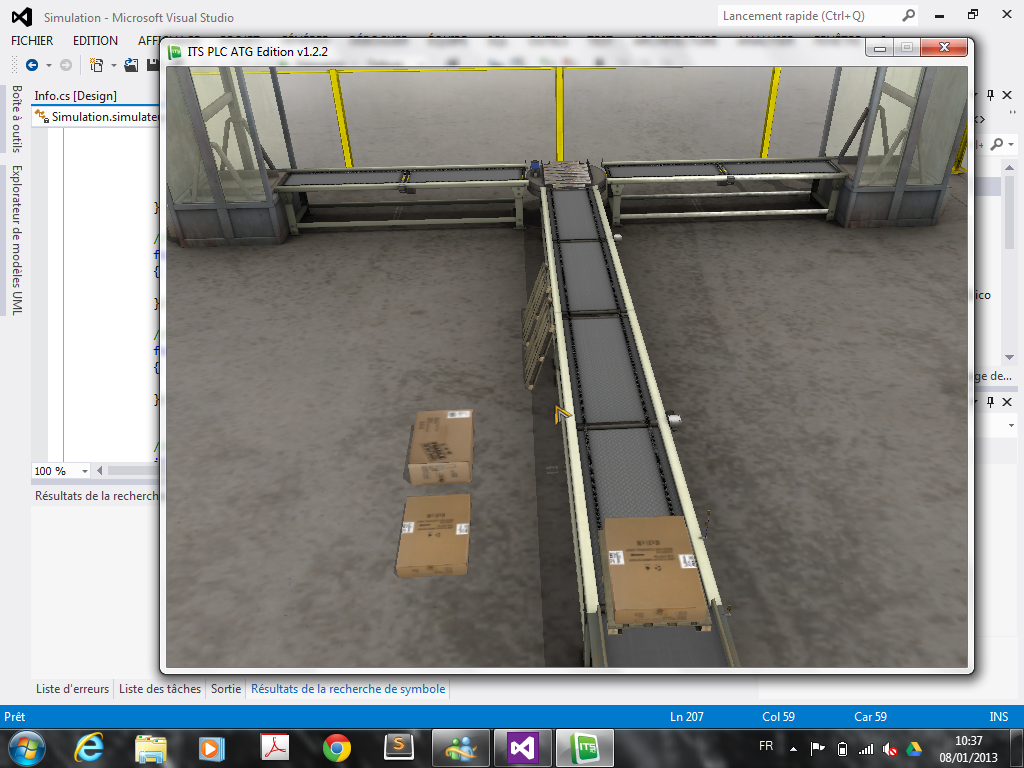 Simulation - Microsoft Visual Studio
Lancement rapide (Ctrl+Q)
FICHIER EDITION
ITS PLC ATG Edition v1.2.2
Info.cs [Design]
Simulation.simulateu
Boîte à outils
Explorateur de modèles UML
}
/
f
{
}
/
f
{
}
/
ico
ge de...
100 %
Résultats de la recherche
Liste d'erreurs Liste des tâches Sortie Résultats de la recherche de symbole
Prêt Ln 207 Col 59 Car 59 INS
FR
10:37
08/01/2013